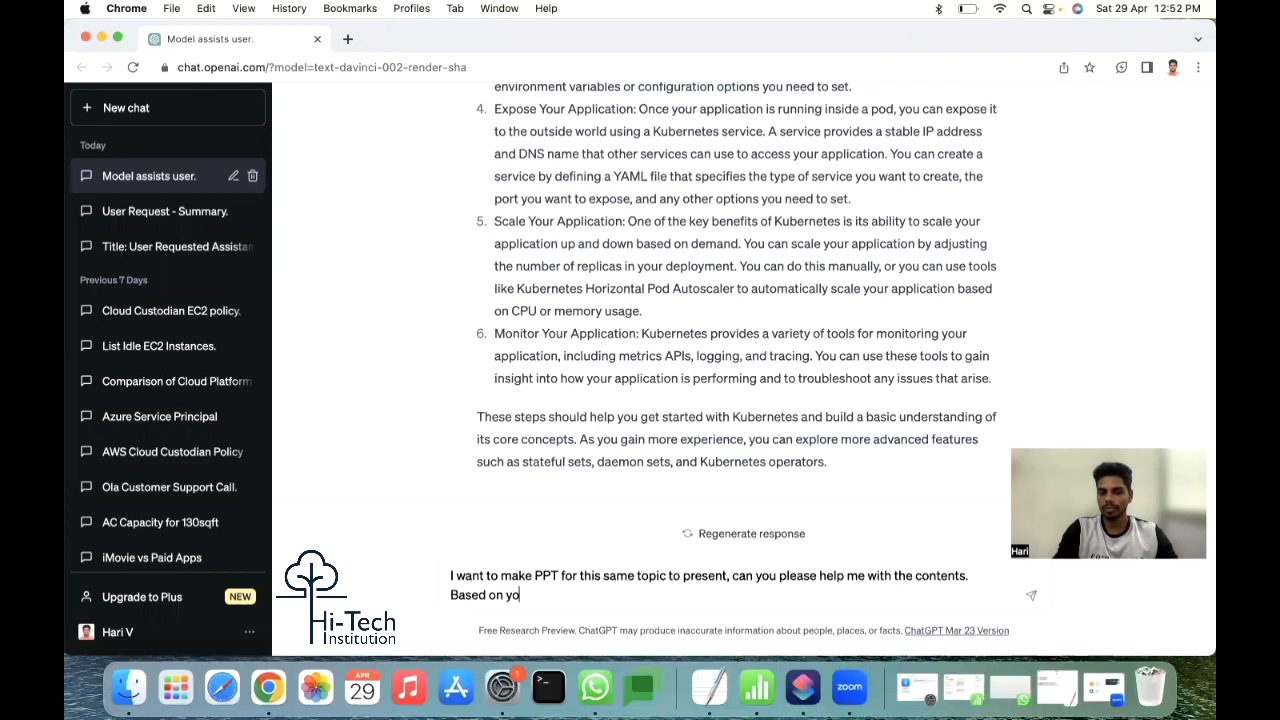 Chrome File Edit View History Bookmarks Profiles Tab Window Help Sat 29 Apr 12:52 PM
Model assists user.
chat.openai.com/?model=text-davinci-002-render-sha
New chat
Today
Model assists user.
User Request - Summary.
Title: User Requested Assistan
Previous 7 Days
Cloud Custodian EC2 policy.
List Idle EC2 Instances.
Comparison of Cloud Platform
Azure Service Principal
AWS Cloud Custodian Policy
Ola Customer Support Call.
AC Capacity for 130sqft
iMovie vs Paid Apps
Upgrade to Plus NEW
Hari V
environment variables or configuration options you need to set.
4. Expose Your Application: Once your application is running inside a pod, you can expose it
to the outside world using a Kubernetes service. A service provides a stable IP address
and DNS name that other services can use to access your application. You can create a
service by defining a YAML file that specifies the type of service you want to create, the
port you want to expose, and any other options you need to set.
5. Scale Your Application: One of the key benefits of Kubernetes is its ability to scale your
application up and down based on demand. You can scale your application by adjusting
the number of replicas in your deployment. You can do this manually, or you can use tools
like Kubernetes Horizontal Pod Autoscaler to automatically scale your application based
on CPU or memory usage.
6. Monitor Your Application: Kubernetes provides a variety of tools for monitoring your
application, including metrics APIs, logging, and tracing. You can use these tools to gain
insight into how your application is performing and to troubleshoot any issues that arise.
These steps should help you get started with Kubernetes and build a basic understanding of
its core concepts. As you gain more experience, you can explore more advanced features
such as stateful sets, daemon sets, and Kubernetes operators.
Regenerate response
I want to make PPT for this same topic to present, can you please help me with the contents.
Based on yo
Free Research Preview. ChatGPT may produce inaccurate information about people, places, or facts. ChatGPT Mar 23 Version
Hari
Hi-Tech
Institution
APR
29
1
zoom